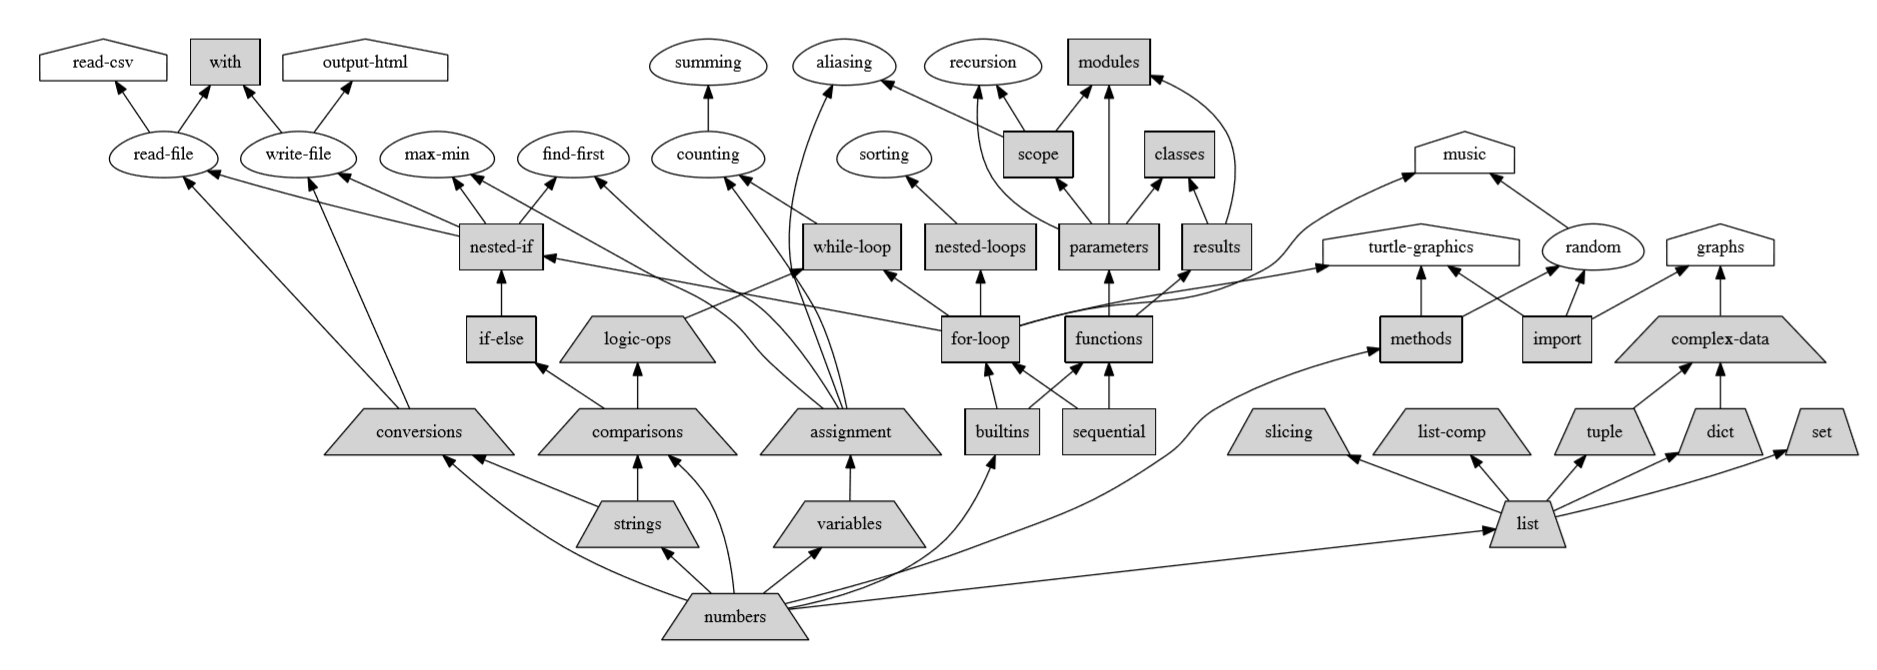 read-csv
with
output-html
summing
aliasing
recursion
modules
read-file
write-file
max-min
find-first
counting
sorting
scope
classes
music
nested-if
while-loop
nested-loops
parameters
results
turtle-graphics
random
graphs
if-else
logic-ops
for-loop
functions
methods
import
complex-data
conversions
comparisons
assignment
builtins
sequential
slicing
list-comp
tuple
dict
set
strings
variables
list
numbers